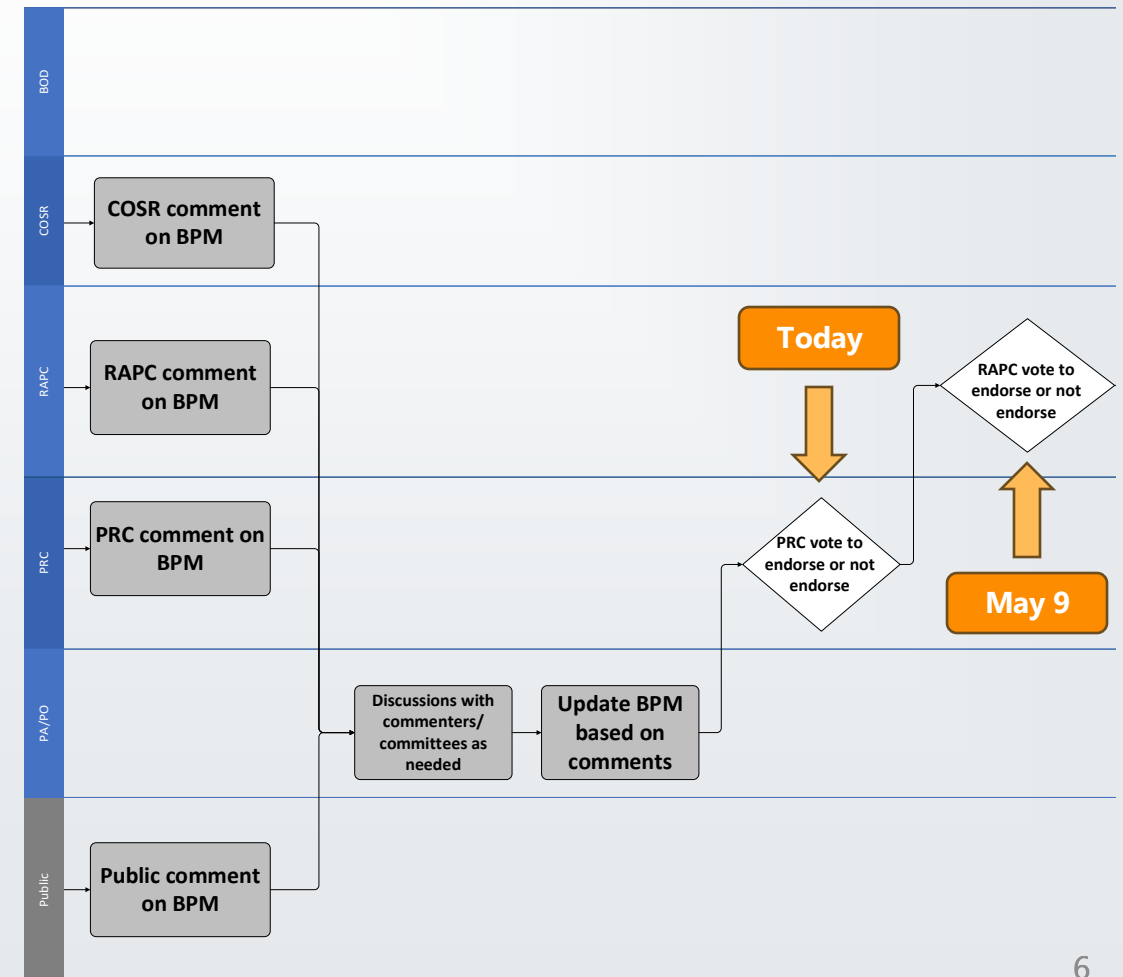 BOD
COSR
COSR comment
on BPM
RAPC
RAPC comment
on BPM
Today
RAPC vote to
endorse or not
endorse
PRC
PRC comment on
BPM
PRC vote to
endorse or not
endorse
May 9
PA/PO
Discussions with
commenters/
committees as
needed
Update BPM
based on
comments
Public
Public comment
on BPM
6